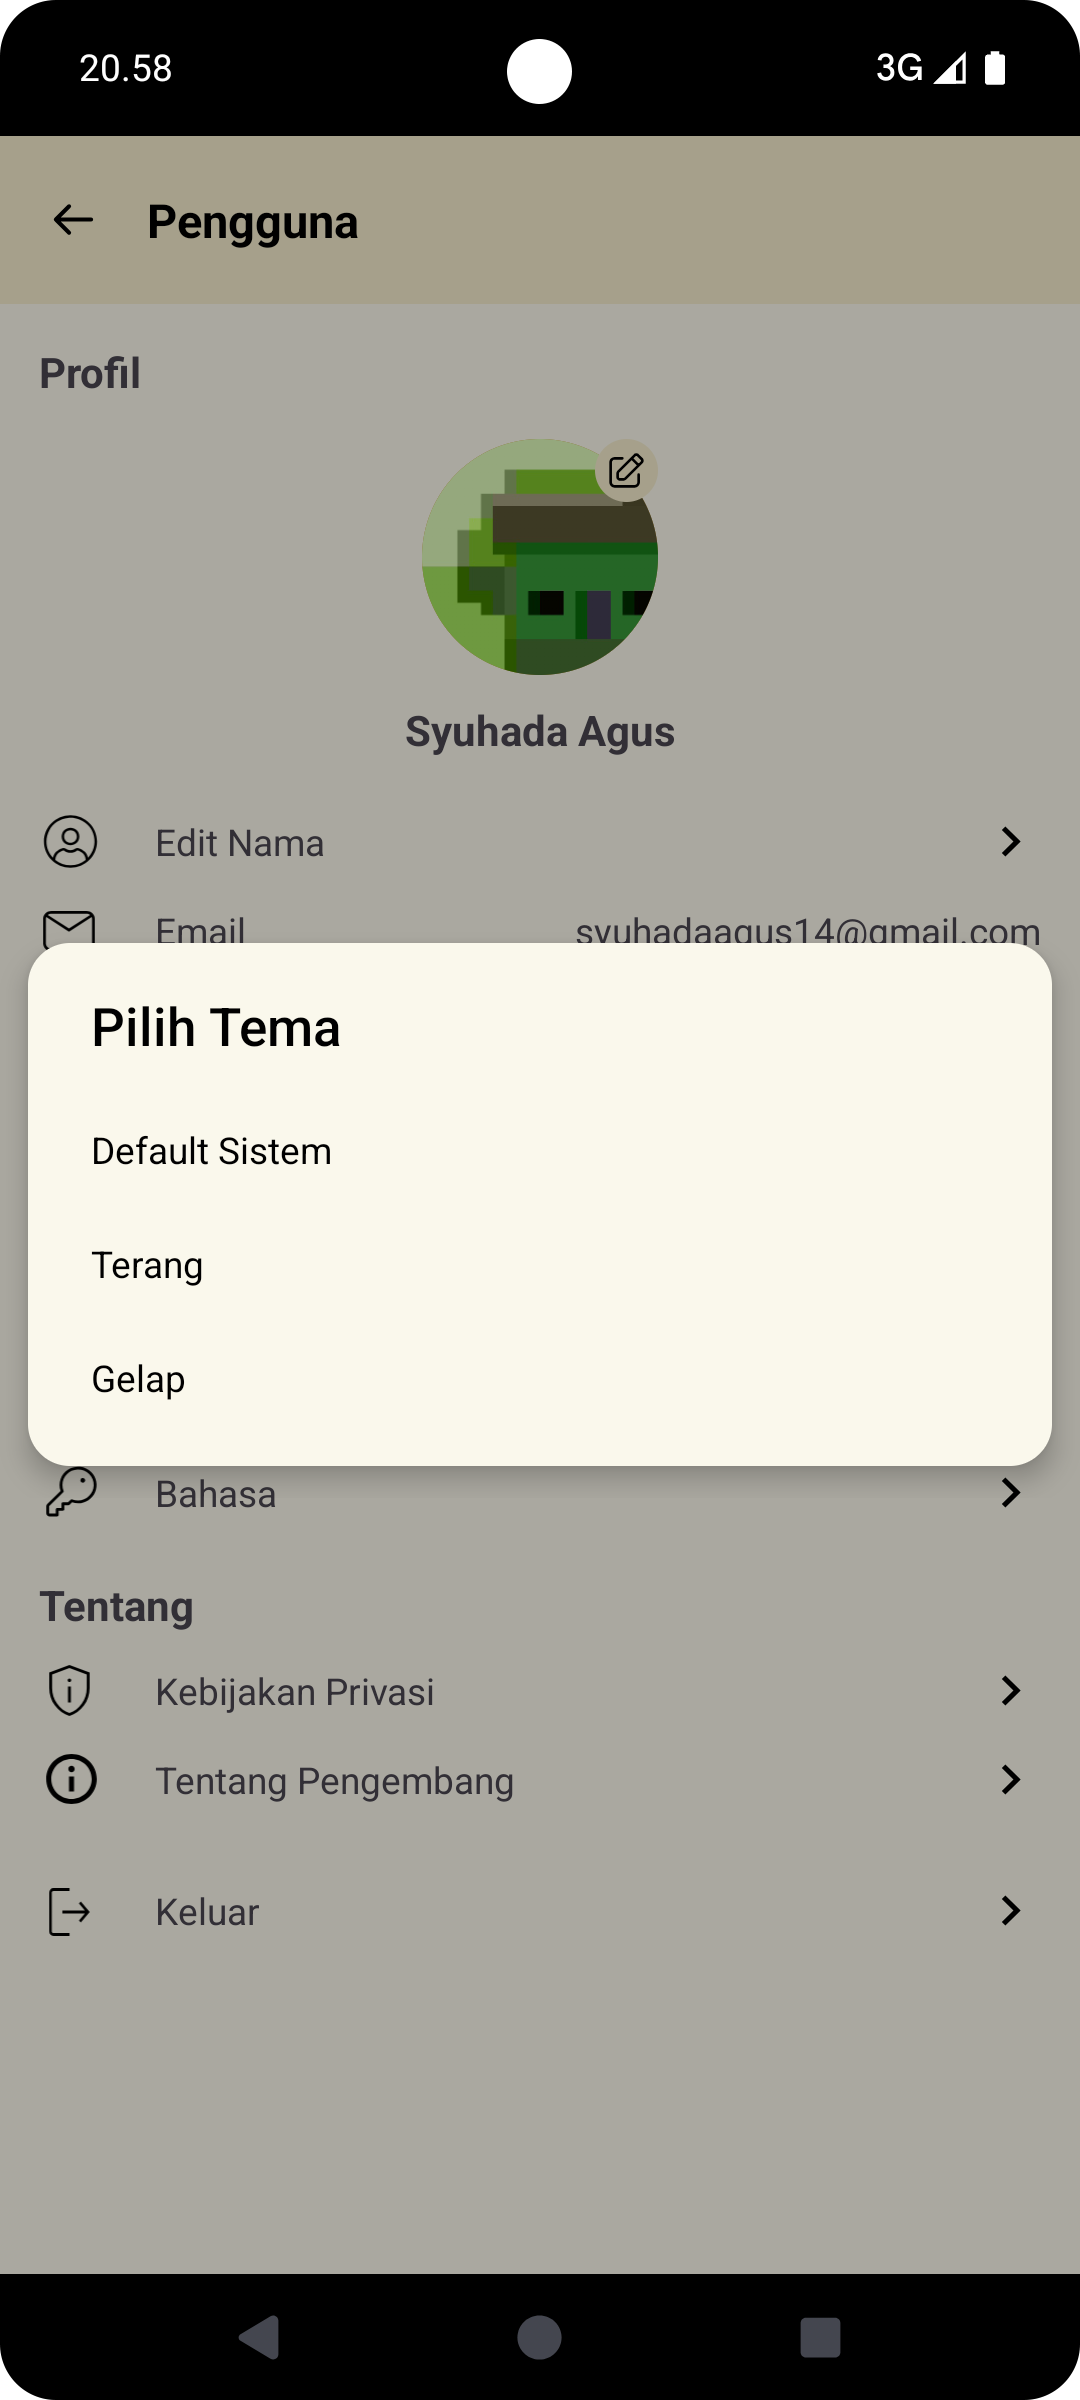 20.58
3G
Pengguna
Profil
Syuhada Agus
Edit Nama
Email syuhadaagus14@gmail.com
Pilih Tema
Default Sistem
Terang
Gelap
Bahasa
Tentang
Kebijakan Privasi
Tentang Pengembang
Keluar